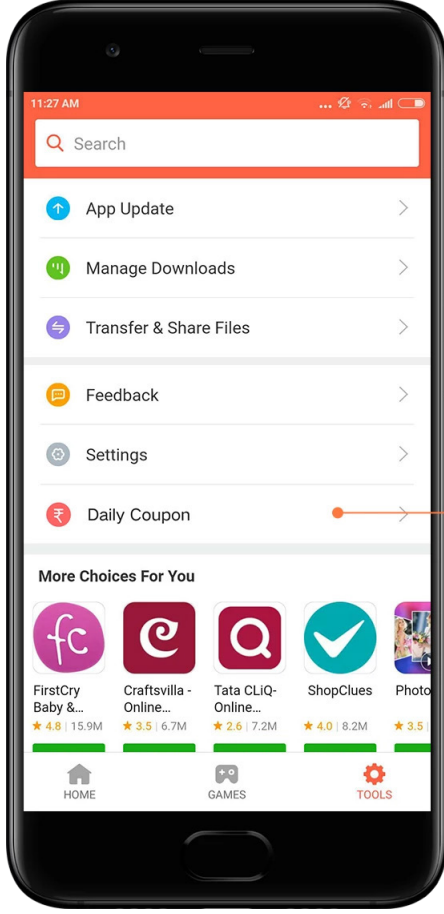 11:27 AM
Search
App Update
Manage Downloads
Transfer & Share Files
Feedback
Settings
₹ Daily Coupon
More Choices For You
fc
FirstCry
Baby &...
★ 4.8 | 15.9M
Craftsvilla -
Online...
★ 3.5 | 6.7M
Tata CLiQ-
Online...
★ 2.6 | 7.2M
ShopClues
★ 4.0 | 8.2M
Photo
★ 3.5 |
HOME
GAMES
TOOLS